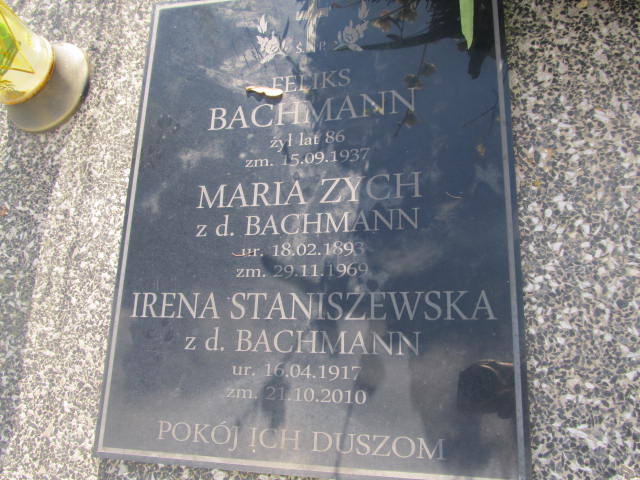 Ś.P.
FELIKS
BACHMANN
żył lat 86
zm. 15.09.1937
MARIA ZYCH
z d. BACHMANN
ur. 18.02.1893
zm. 29.11.1969
IRENA STANISZEWSKA
z d. BACHMANN
ur. 16.04.1917
zm. 21.10.2010
POKÓJ ICH DUSZOM